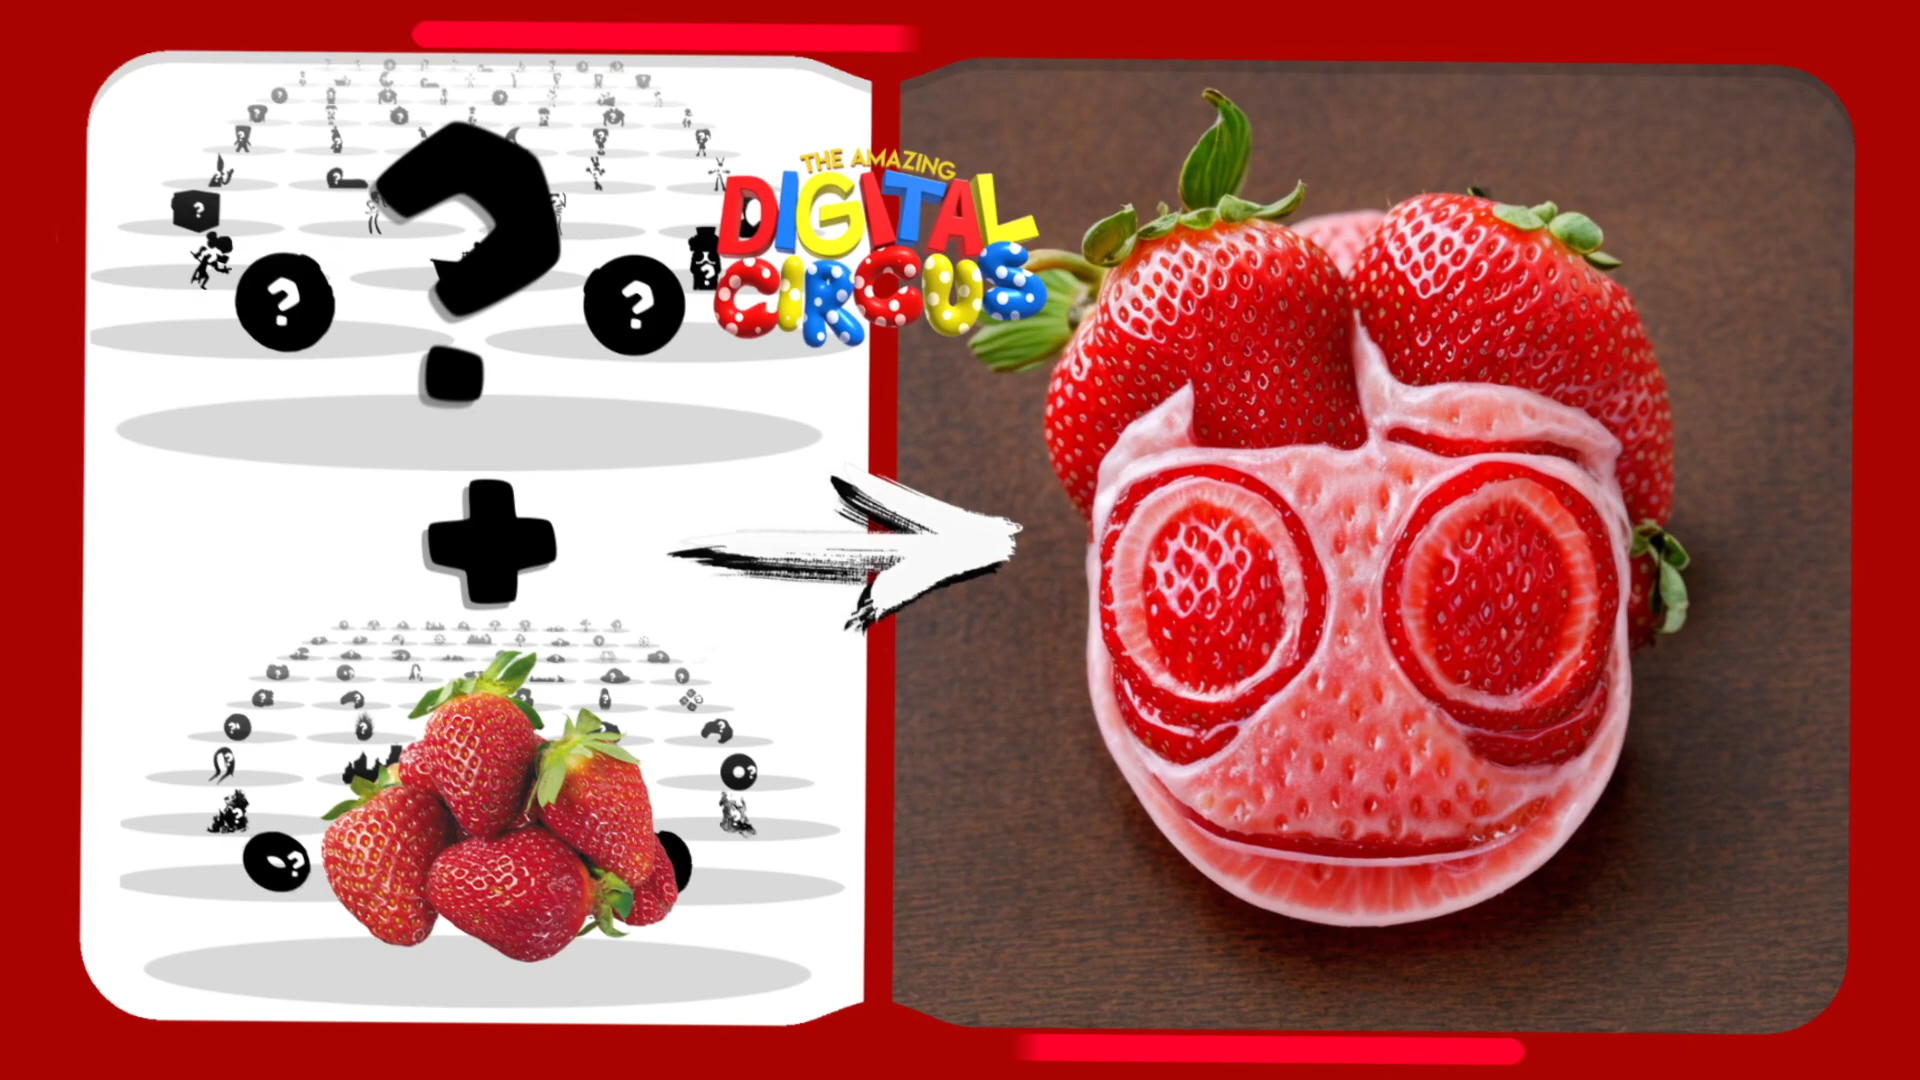 ?
THE AMAZING
DIGITAL
CIRCUS
? ?
+